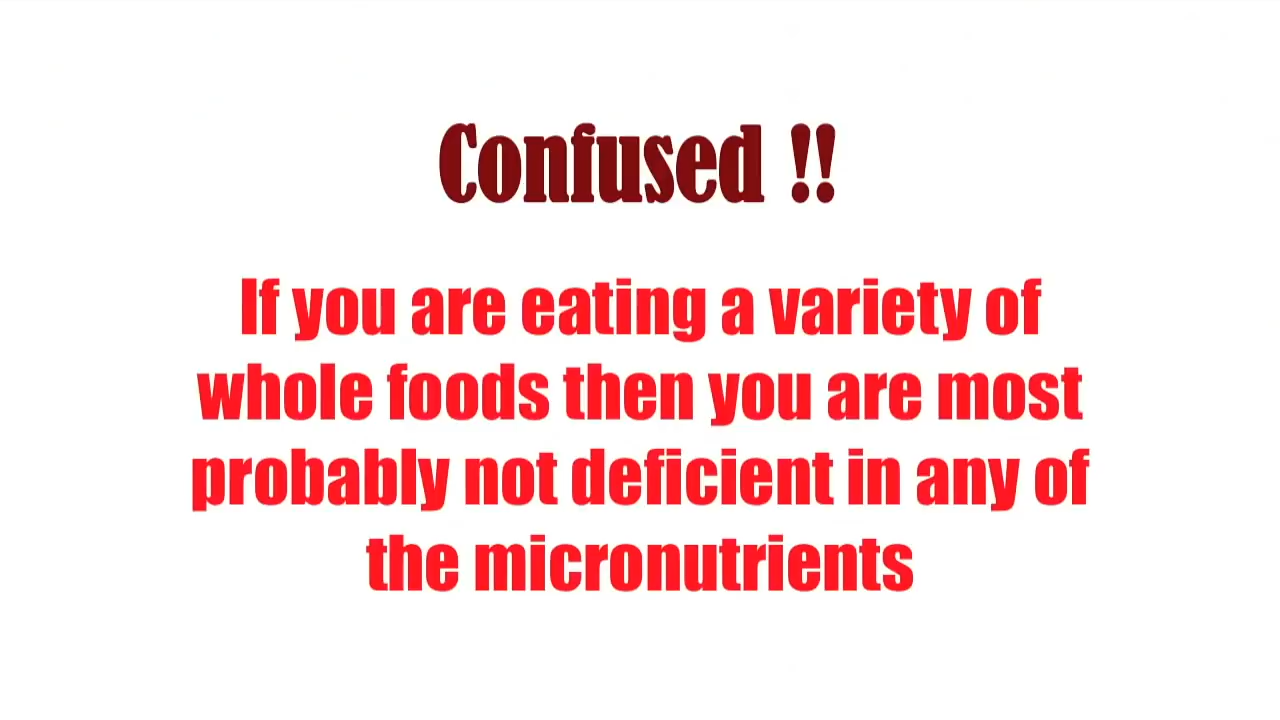 Confused !!
If you are eating a variety of
whole foods then you are most
probably not deficient in any of
the micronutrients